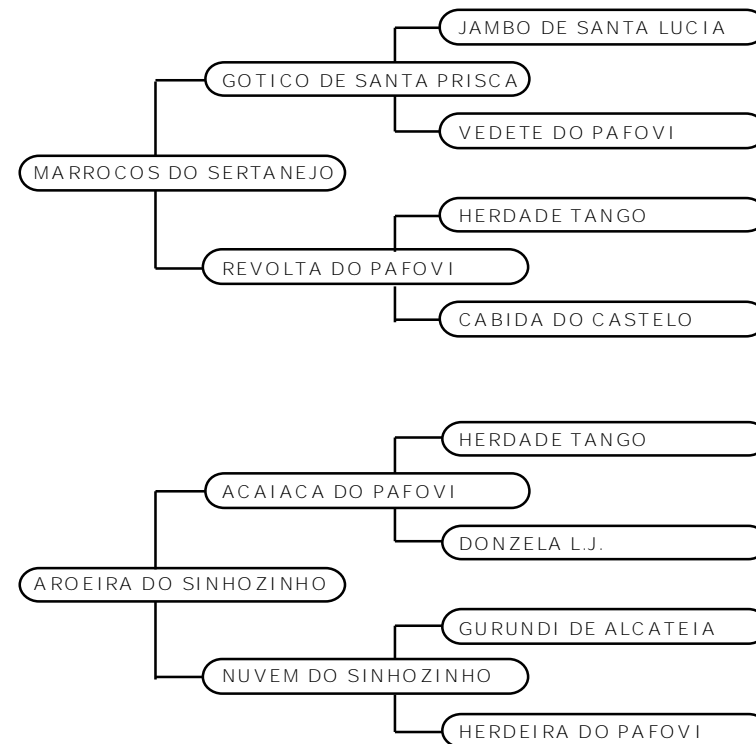 JAMBO DE SANTA LUCIA
GOTICO DE SANTA PRISCA
VEDETE DO PAFOVI
MARROCOS DO SERTANEJO
HERDADE TANGO
REVOLTA DO PAFOVI
CABIDA DO CASTELO
HERDADE TANGO
ACAIACA DO PAFOVI
DONZELA L.J.
AROEIRA DO SINHOZINHO
GURUNDI DE ALCATEIA
NUVEM DO SINHOZINHO
HERDEIRA DO PAFOVI